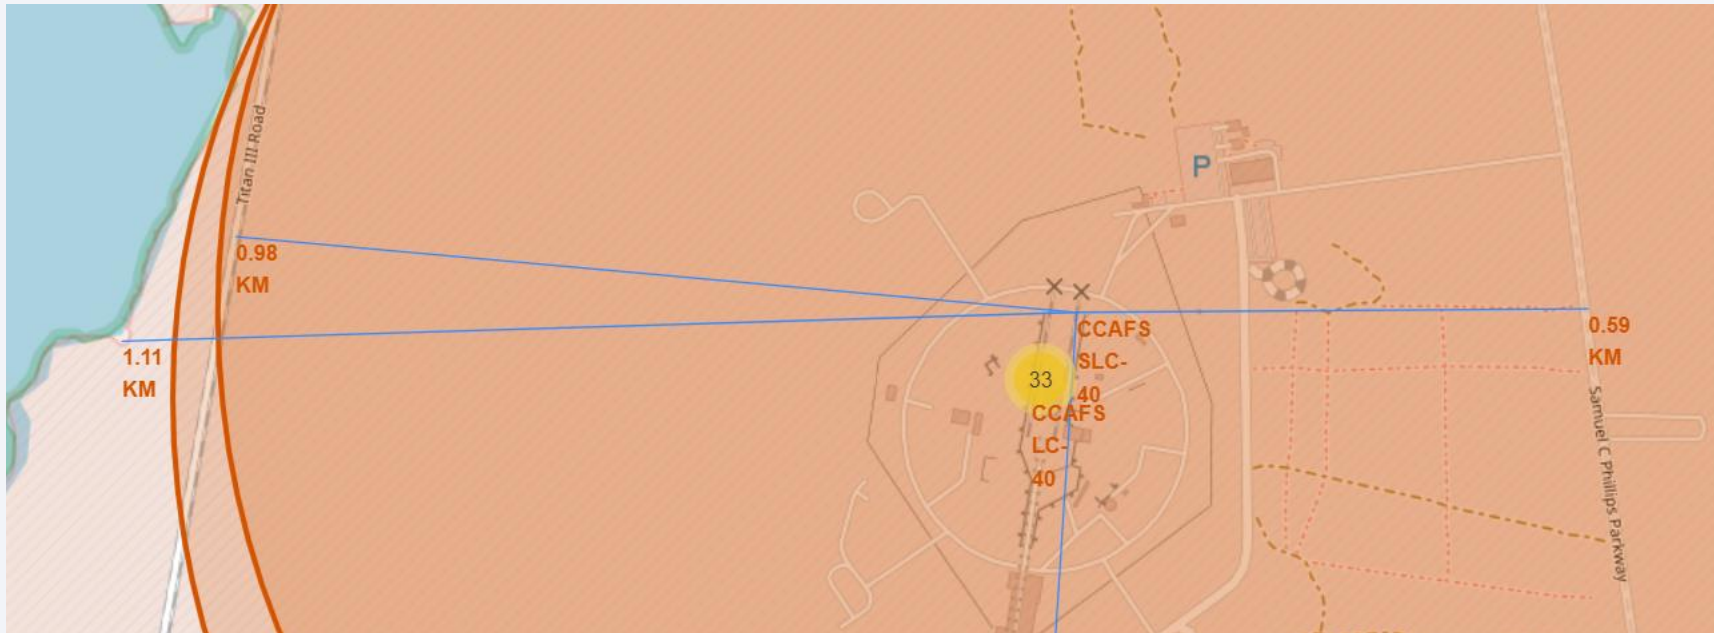 Titan III Road
P
0.98
KM
CCAFS
SLC-
40
0.59
KM
1.11
KM
33
CCAFS
LC-
40
Samuel C Phillips Parkway